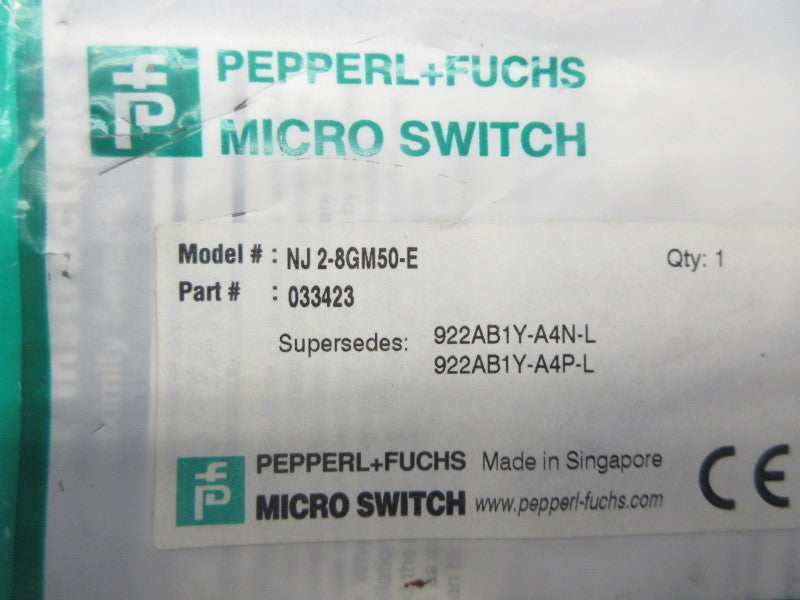 PEPPERL+FUCHS
MICRO SWITCH
Model # : NJ 2-8GM50-E
Qty: 1
Part # : 033423
Supersedes: 922AB1Y-A4N-L
922AB1Y-A4P-L
PEPPERL+FUCHS Made in Singapore
MICRO SWITCH www.pepperl-fuchs.com
CE